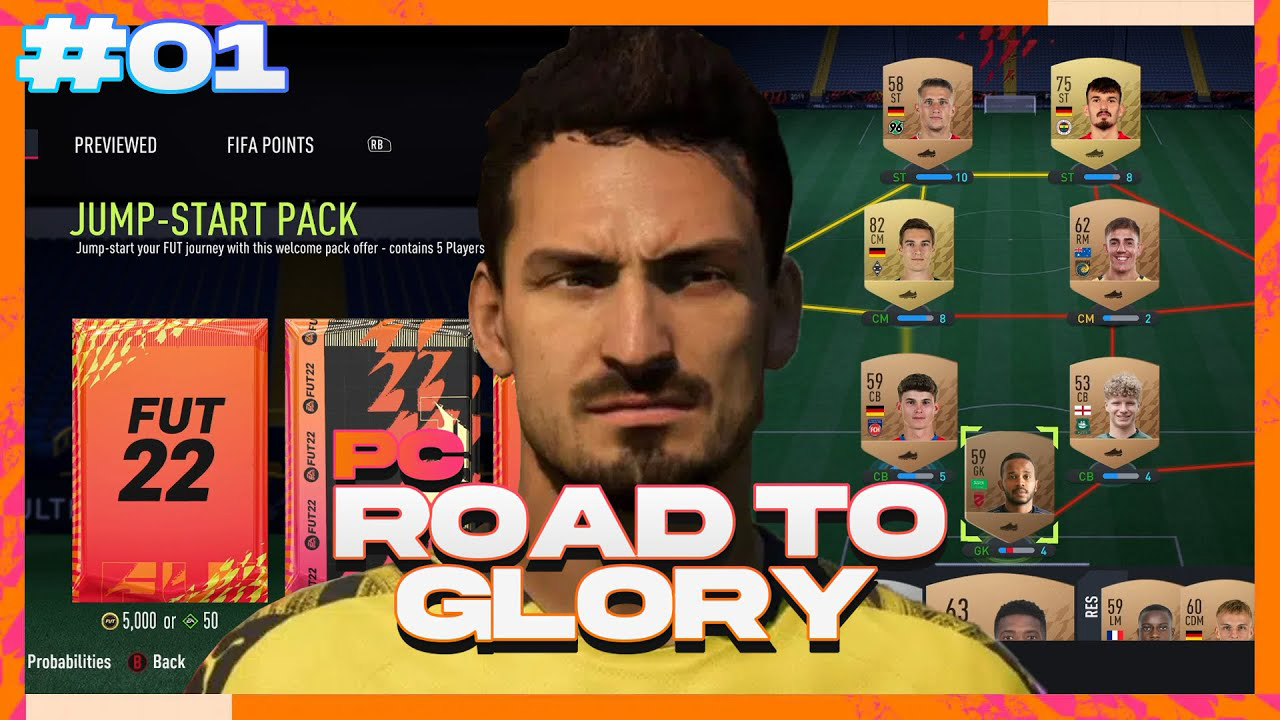 #01
PREVIEWED
FIFA POINTS
RB
JUMP-START PACK
Jump-start your FUT journey with this welcome pack offer - contains 5 Players
FUT
22
FUT22
FUT22
FUT22
5,000 or 50
Probabilities
B Back
PC
ROAD TO
GLORY
58
ST
ST 10
75
ST
ST 8
82
CM
CM 8
62
RM
CM 2
59
CB
CB 5
53
CB
CB 4
59
GK
GK 4
63
RES
59
LM
60
CDM